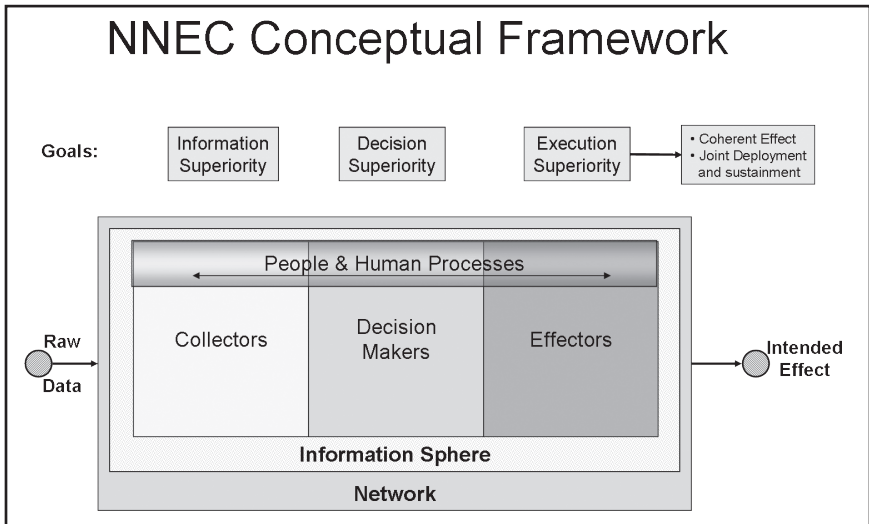 NNEC Conceptual Framework
Goals:
Information
Superiority
Decision
Superiority
Execution
Superiority
• Coherent Effect
• Joint Deployment
and sustainment
People & Human Processes
Raw
Data
Collectors
Decision
Makers
Effectors
Intended
Effect
Information Sphere
Network